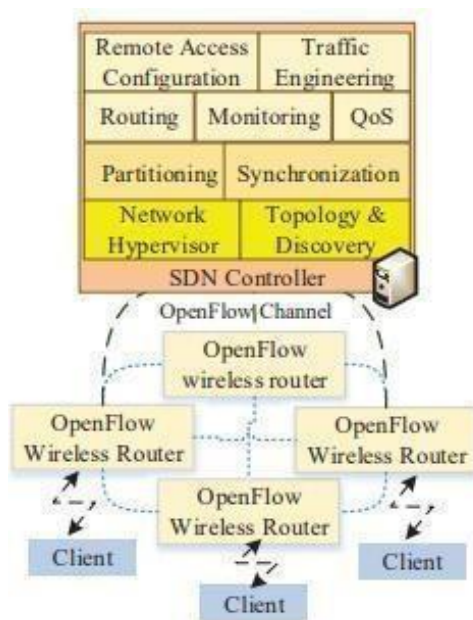 Remote Access
Configuration
Traffic
Engineering
Routing
Monitoring
QoS
Partitioning
Synchronization
Network
Hypervisor
Topology &
Discovery
SDN Controller
OpenFlow Channel
OpenFlow
wireless router
OpenFlow
Wireless Router
OpenFlow
Wireless Router
OpenFlow
Wireless Router
Client
Client
Client